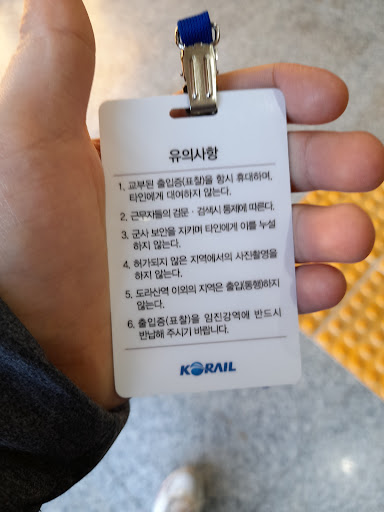 유의사항
1. 교부된 출입증(표찰)을 항시 휴대하며,
타인에게 대여하지 않는다.
2. 근무자들의 검문·검색시 통제에 따른다.
3. 군사 보안을 지키며 타인에게 이를 누설
하지 않는다.
4. 허가되지 않은 지역에서의 사진촬영을
하지 않는다.
5. 도라산역 이외의 지역은 출입(통행)하지
않는다.
6. 출입증(표찰)을 임진강역에 반드시
반납해 주시기 바랍니다.
KORAIL